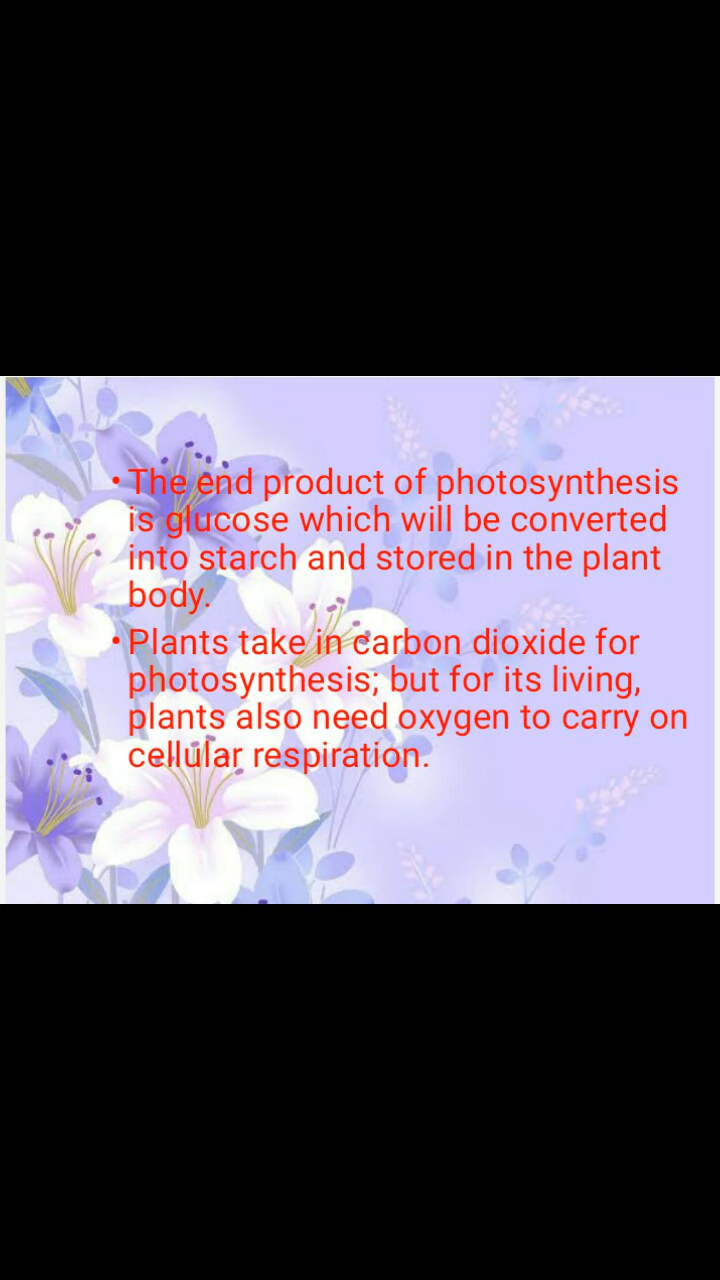 •The end product of photosynthesis
is glucose which will be converted
into starch and stored in the plant
body.
•Plants take in carbon dioxide for
photosynthesis; but for its living,
plants also need oxygen to carry on
cellular respiration.